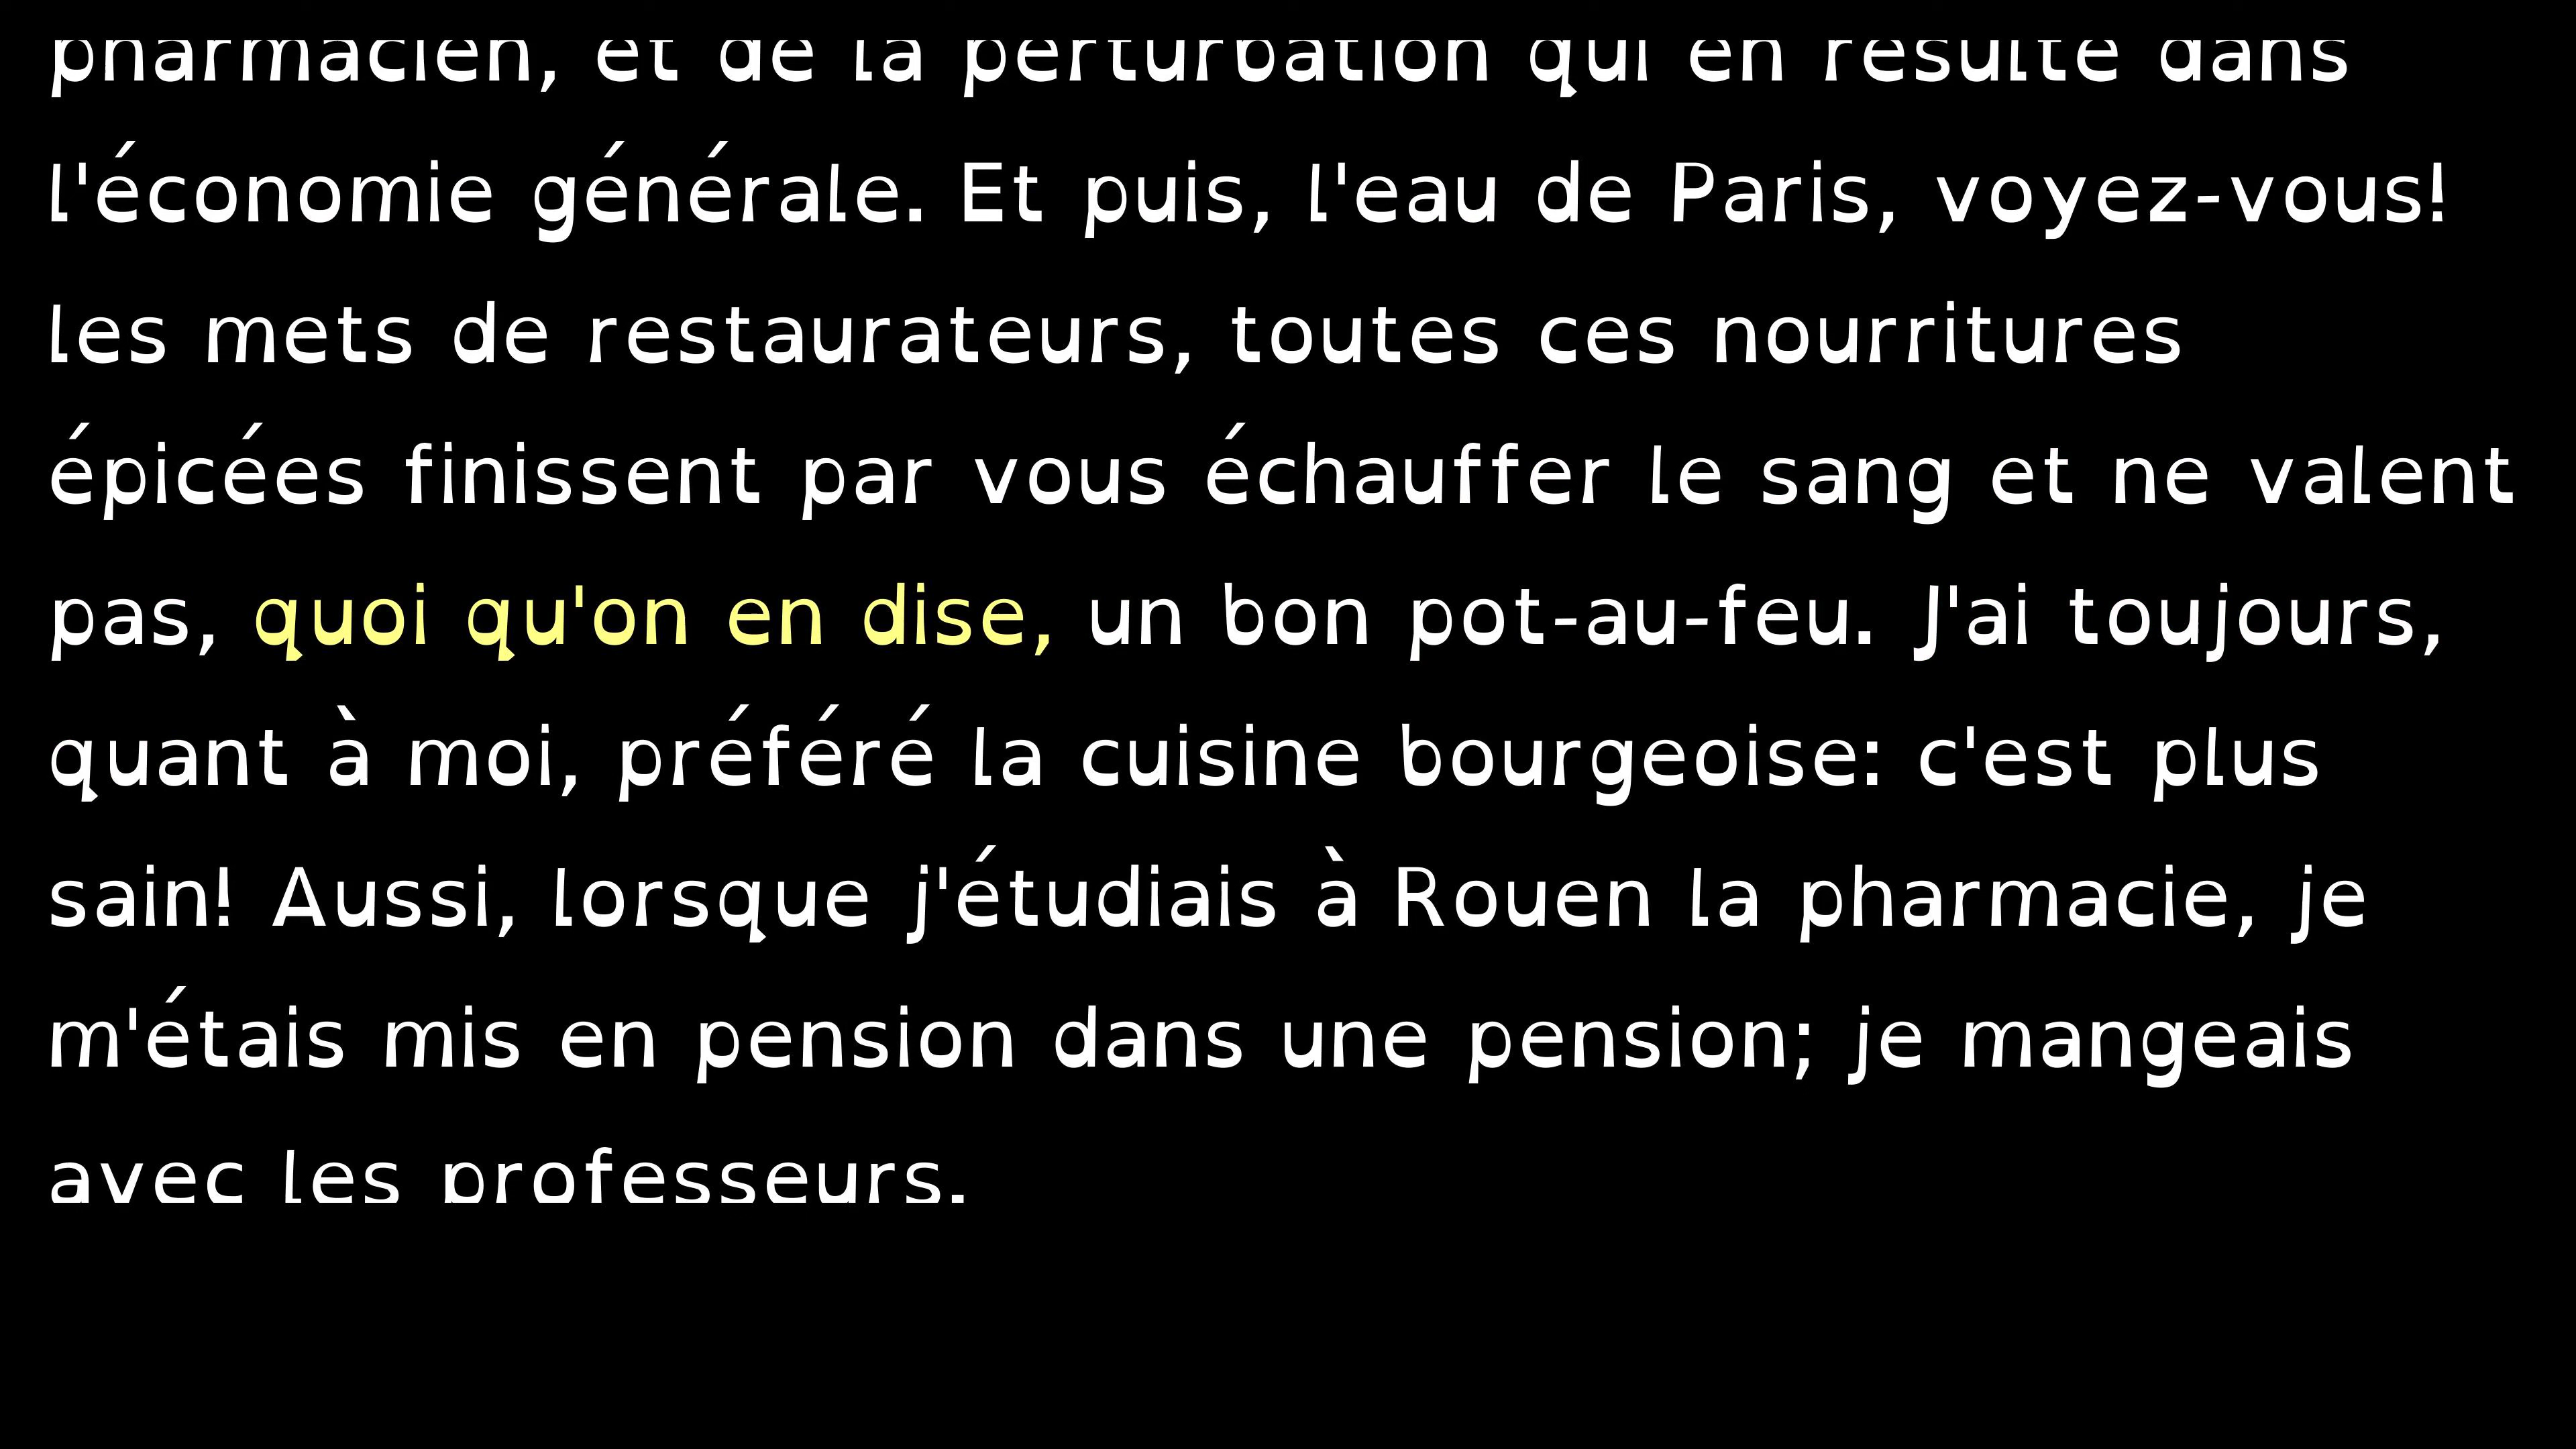 pharmacien, et de la perturbation qui en résulte dans
l'économie générale. Et puis, l'eau de Paris, voyez-vous!
les mets de restaurateurs, toutes ces nourritures
épicées finissent par vous échauffer le sang et ne valent
pas, quoi qu'on en dise, un bon pot-au-feu. J'ai toujours,
quant à moi, préféré la cuisine bourgeoise: c'est plus
sain! Aussi, lorsque j'étudiais à Rouen la pharmacie, je
m'étais mis en pension dans une pension; je mangeais
avec les professeurs.